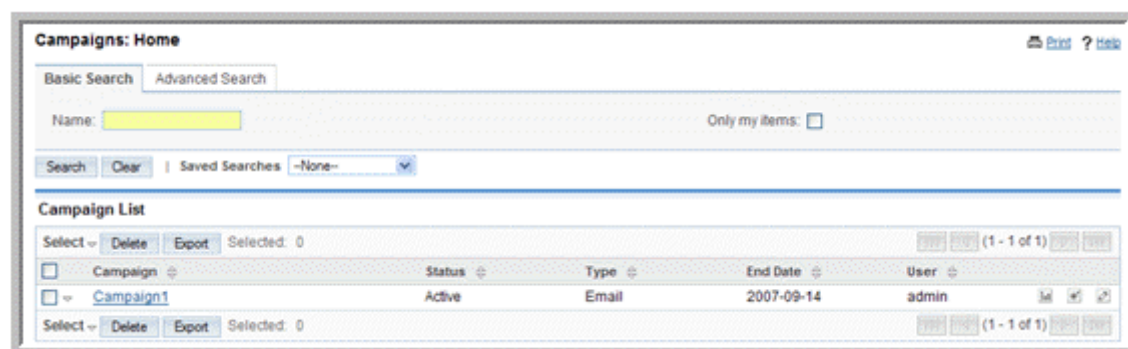 Campaigns: Home
Print ? Help
Basic Search Advanced Search
Name: Only my items:
Search Clear | Saved Searches --None--
Campaign List
Select Delete Export Selected: 0 (1 - 1 of 1)
Campaign Status Type End Date User
Campaign1 Active Email 2007-09-14 admin
Select Delete Export Selected: 0 (1 - 1 of 1)